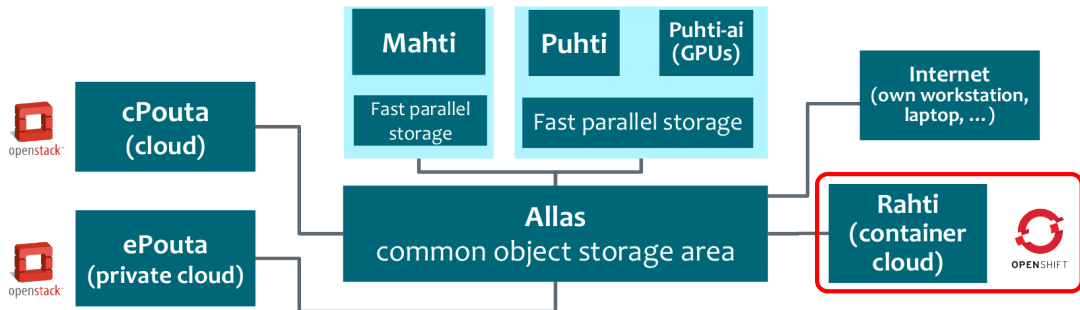 Mahti
Fast parallel
storage
Puhti
Puhti-ai
(GPUs)
Fast parallel storage
Internet
(own workstation,
laptop, ...)
openstack
cPouta
(cloud)
Allas
common object storage area
Rahti
(container
cloud)
OPENSHIFT
openstack
ePouta
(private cloud)